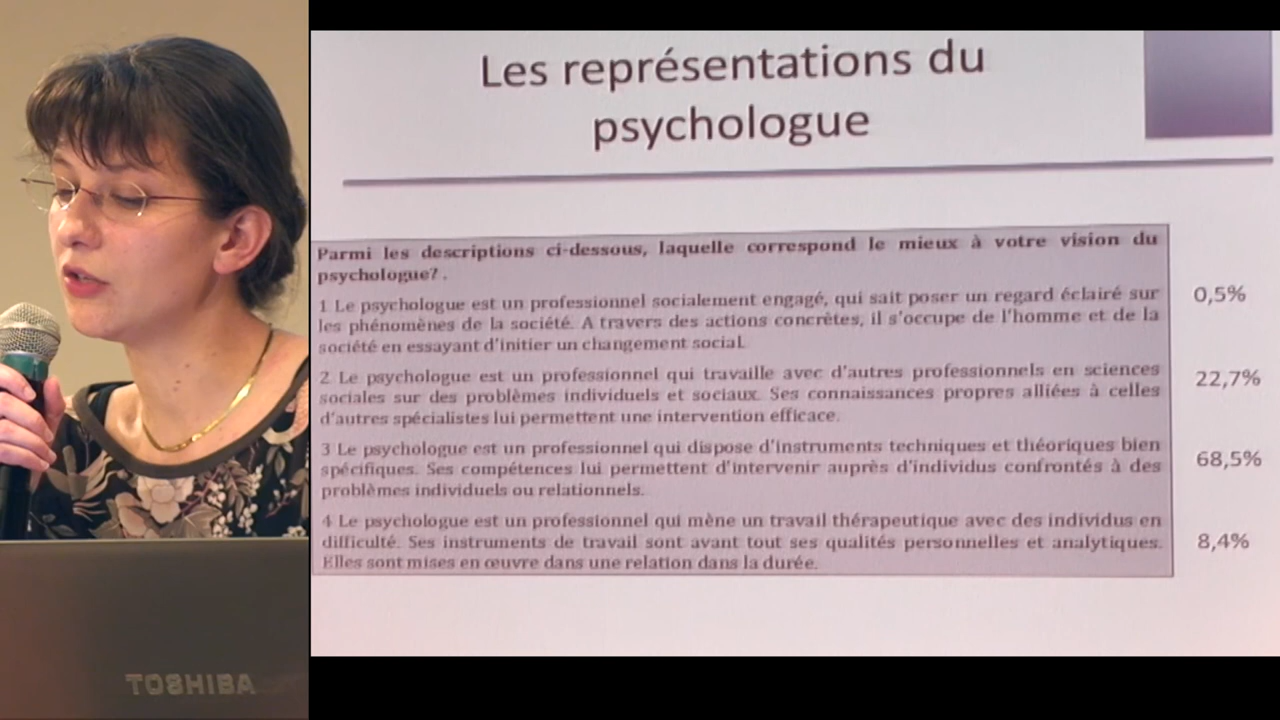 Les représentations du
psychologue
Parmi les descriptions ci-dessous, laquelle correspond le mieux à votre vision du
psychologue? .
1 Le psychologue est un professionnel socialement engagé, qui sait poser un regard éclairé sur
les phénomènes de la société. A travers des actions concrètes, il s'occupe de l'homme et de la
société en essayant d'initier un changement social.
0,5%
2 Le psychologue est un professionnel qui travaille avec d'autres professionnels en sciences
sociales sur des problèmes individuels et sociaux. Ses connaissances propres alliées à celles
d'autres spécialistes lui permettent une intervention efficace.
22,7%
3 Le psychologue est un professionnel qui dispose d'instruments techniques et théoriques bien
spécifiques. Ses compétences lui permettent d'intervenir auprès d'individus confrontés à des
problèmes individuels ou relationnels.
68,5%
4 Le psychologue est un professionnel qui mène un travail thérapeutique avec des individus en
difficulté. Ses instruments de travail sont avant tout ses qualités personnelles et analytiques.
Elles sont mises en œuvre dans une relation dans la durée.
8,4%
TOSHIBA